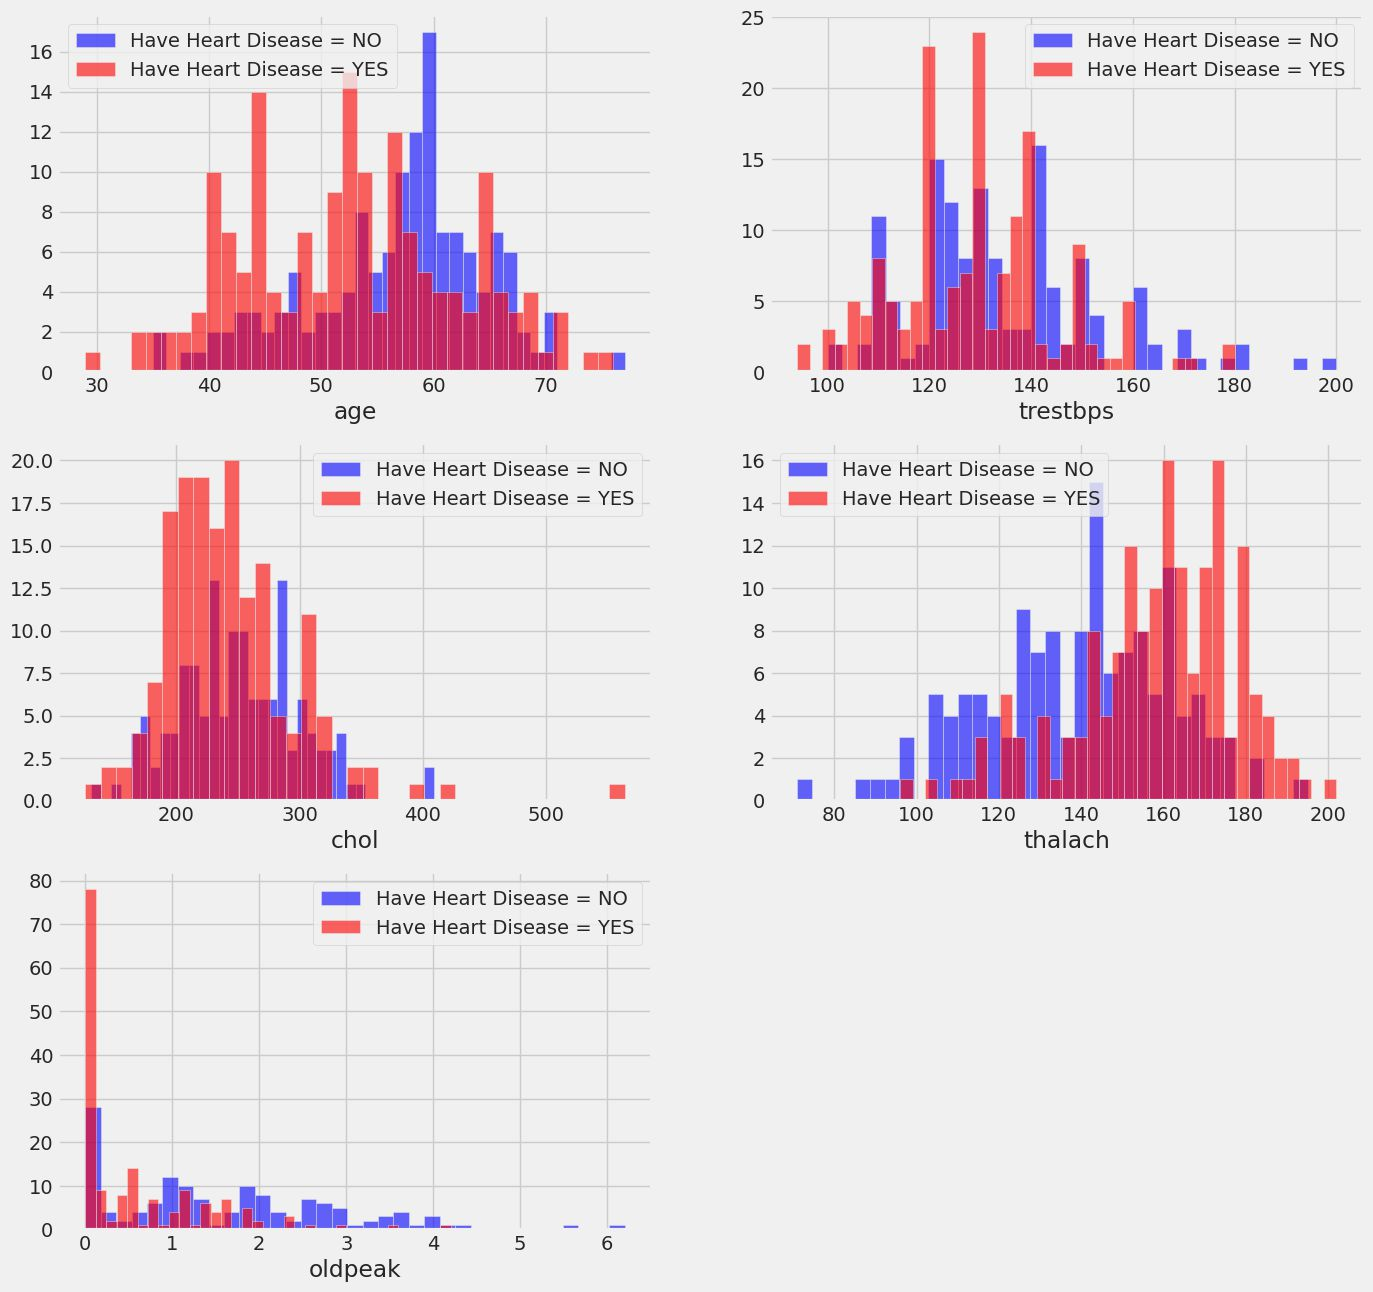 Have Heart Disease = NO
Have Heart Disease = YES
16
14
12
10
8
6
4
2
0
30 40 50 60 70
age
Have Heart Disease = NO
Have Heart Disease = YES
25
20
15
10
5
0
100 120 140 160 180 200
trestbps
Have Heart Disease = NO
Have Heart Disease = YES
20.0
17.5
15.0
12.5
10.0
7.5
5.0
2.5
0.0
200 300 400 500
chol
Have Heart Disease = NO
Have Heart Disease = YES
16
14
12
10
8
6
4
2
0
80 100 120 140 160 180 200
thalach
Have Heart Disease = NO
Have Heart Disease = YES
80
70
60
50
40
30
20
10
0
0 1 2 3 4 5 6
oldpeak